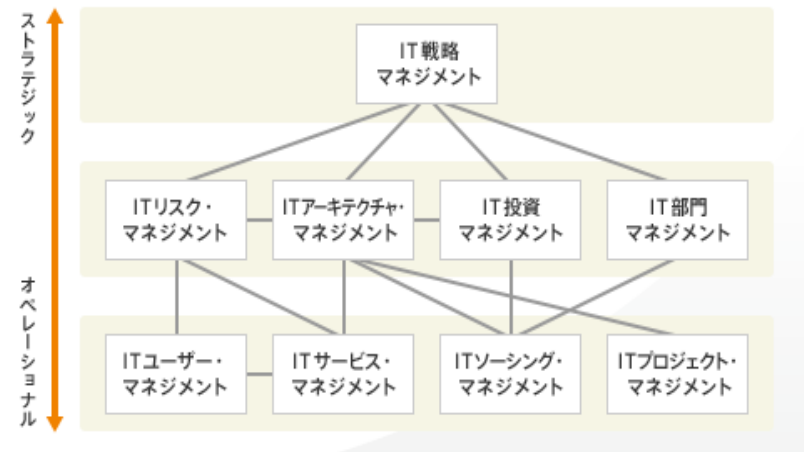 ストラテジック
IT戦略
マネジメント
ITリスク・
マネジメント
ITアーキテクチャ・
マネジメント
IT投資
マネジメント
IT部門
マネジメント
オペレーショナル
ITユーザー・
マネジメント
ITサービス・
マネジメント
ITソーシング・
マネジメント
ITプロジェクト・
マネジメント